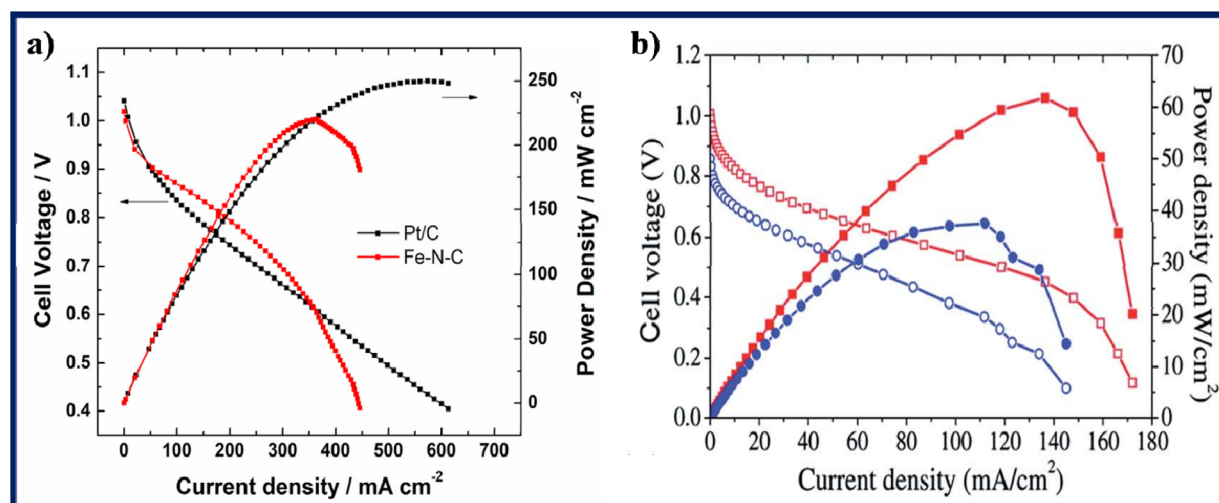 a)
1.1
1.0
0.9
0.8
0.7
0.6
0.5
0.4
Cell Voltage / V
0 100 200 300 400 500 600 700
Current density / mA cm-2
250
200
150
100
50
0
Power Density / mW cm-2
Pt/C
Fe-N-C
b)
1.2
1.0
0.8
0.6
0.4
0.2
0.0
Cell voltage (V)
0 20 40 60 80 100 120 140 160 180
Current density (mA/cm2)
70
60
50
40
30
20
10
0
Power density (mW/cm2)